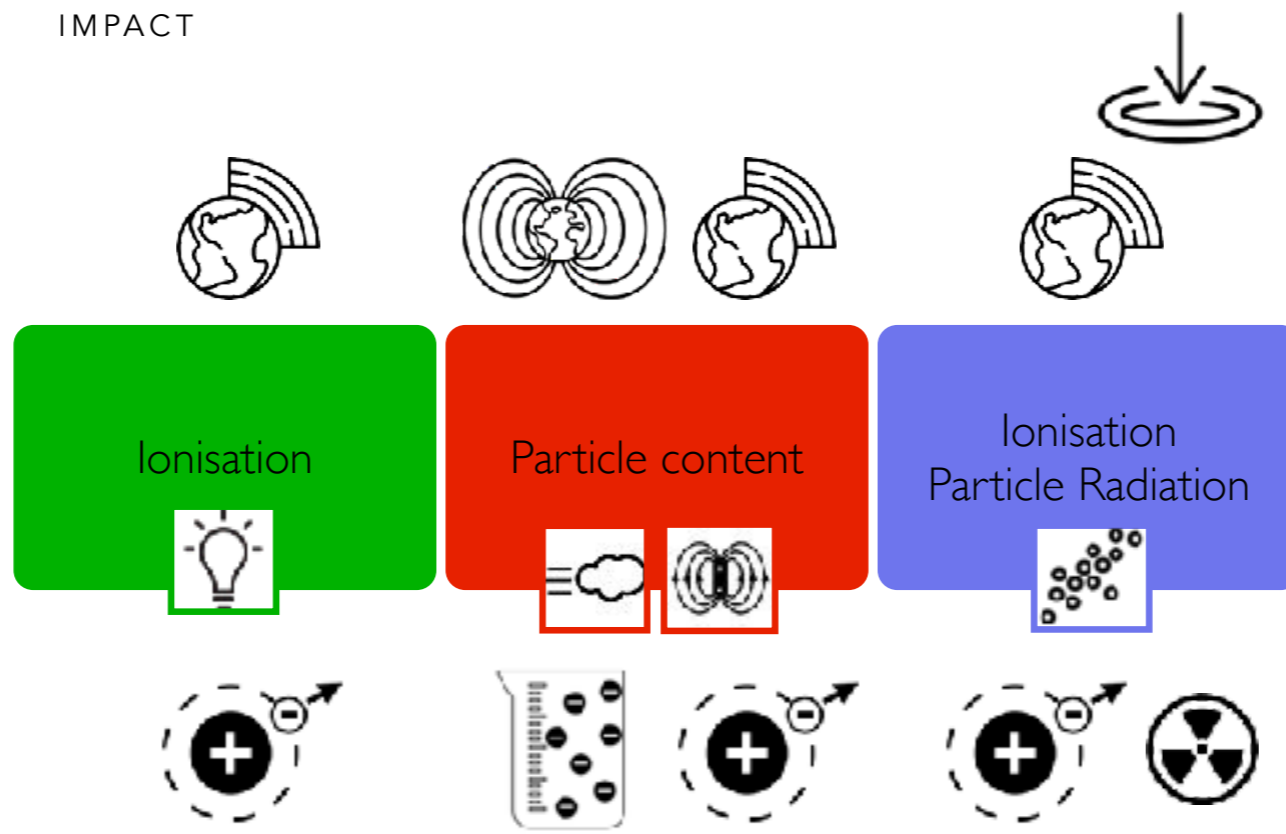 IMPACT
Ionisation
Particle content
Ionisation
Particle Radiation